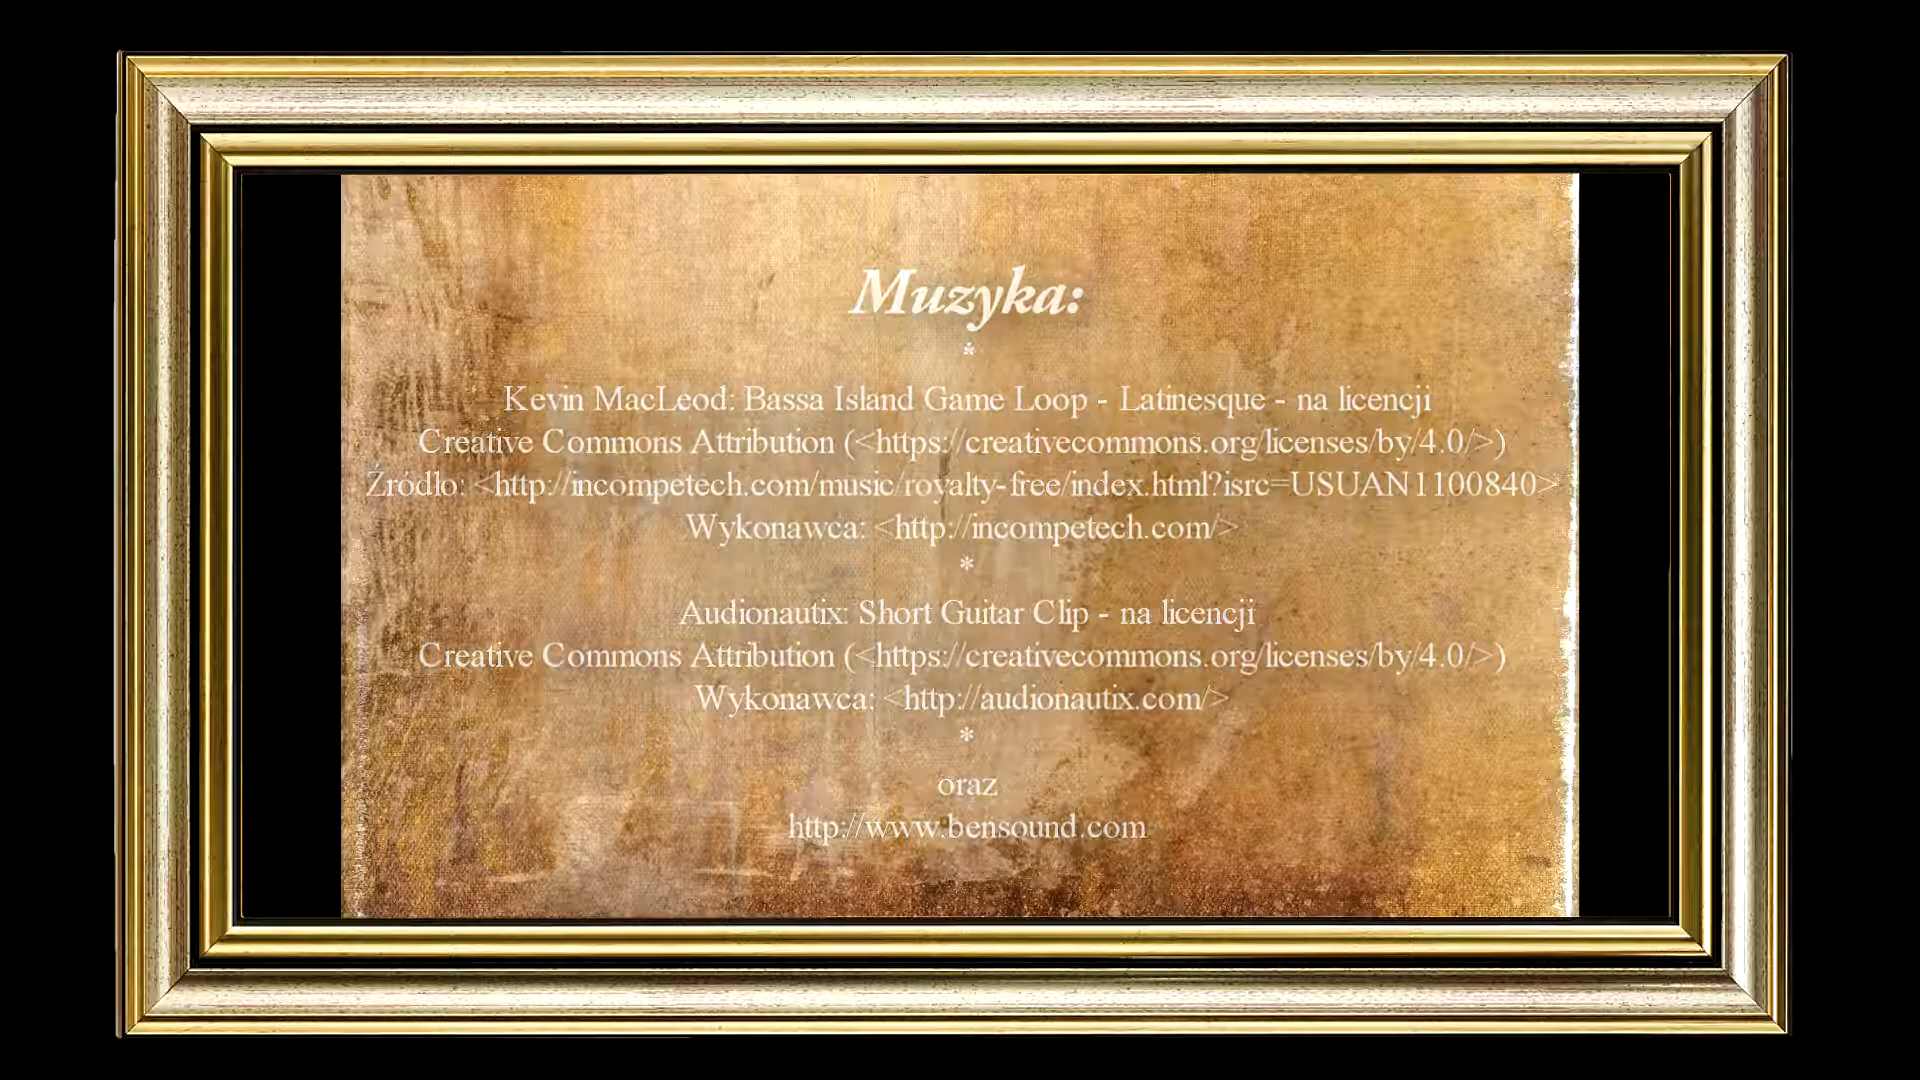 Muzyka:
*
Kevin MacLeod: Bassa Island Game Loop - Latinesque - na licencji
Creative Commons Attribution (<https://creativecommons.org/licenses/by/4.0/>)
Źródło: <http://incompetech.com/music/royalty-free/index.html?isrc=USUAN1100840>
Wykonawca: <http://incompetech.com/>
*
Audionautix: Short Guitar Clip - na licencji
Creative Commons Attribution (<https://creativecommons.org/licenses/by/4.0/>)
Wykonawca: <http://audionautix.com/>
*
oraz
http://www.bensound.com